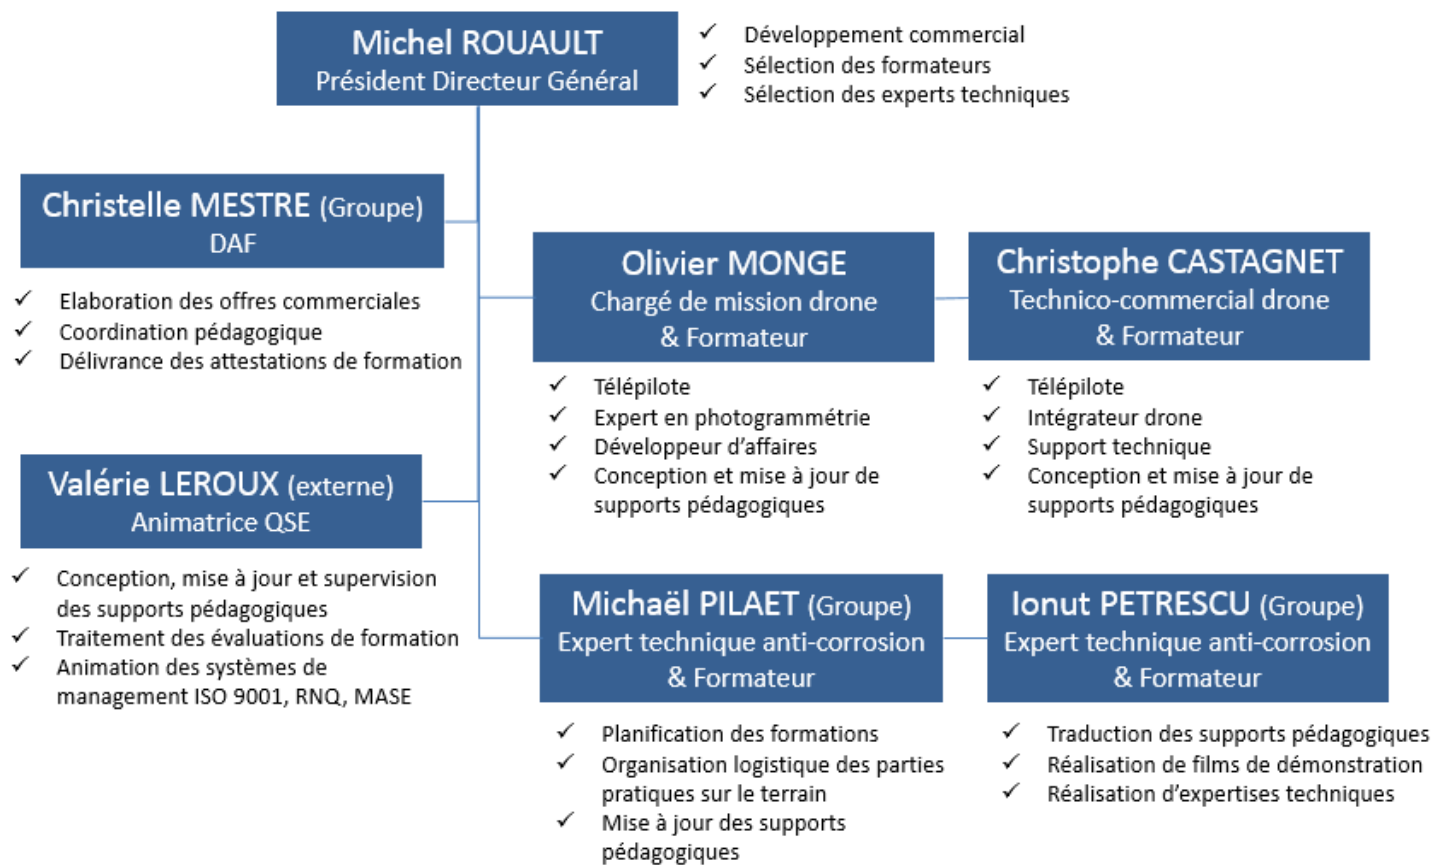 Michel ROUAULT
Président Directeur Général
✓ Développement commercial
✓ Sélection des formateurs
✓ Sélection des experts techniques
Christelle MESTRE (Groupe)
DAF
✓ Elaboration des offres commerciales
✓ Coordination pédagogique
✓ Délivrance des attestations de formation
Olivier MONGE
Chargé de mission drone
& Formateur
✓ Télépilote
✓ Expert en photogrammétrie
✓ Développeur d’affaires
✓ Conception et mise à jour de
supports pédagogiques
Christophe CASTAGNET
Technico-commercial drone
& Formateur
✓ Télépilote
✓ Intégrateur drone
✓ Support technique
✓ Conception et mise à jour de
supports pédagogiques
Valérie LEROUX (externe)
Animatrice QSE
✓ Conception, mise à jour et supervision
des supports pédagogiques
✓ Traitement des évaluations de formation
✓ Animation des systèmes de
management ISO 9001, RNQ, MASE
Michaël PILAET (Groupe)
Expert technique anti-corrosion
& Formateur
✓ Planification des formations
✓ Organisation logistique des parties
pratiques sur le terrain
✓ Mise à jour des supports
pédagogiques
Ionut PETRESCU (Groupe)
Expert technique anti-corrosion
& Formateur
✓ Traduction des supports pédagogiques
✓ Réalisation de films de démonstration
✓ Réalisation d’expertises techniques